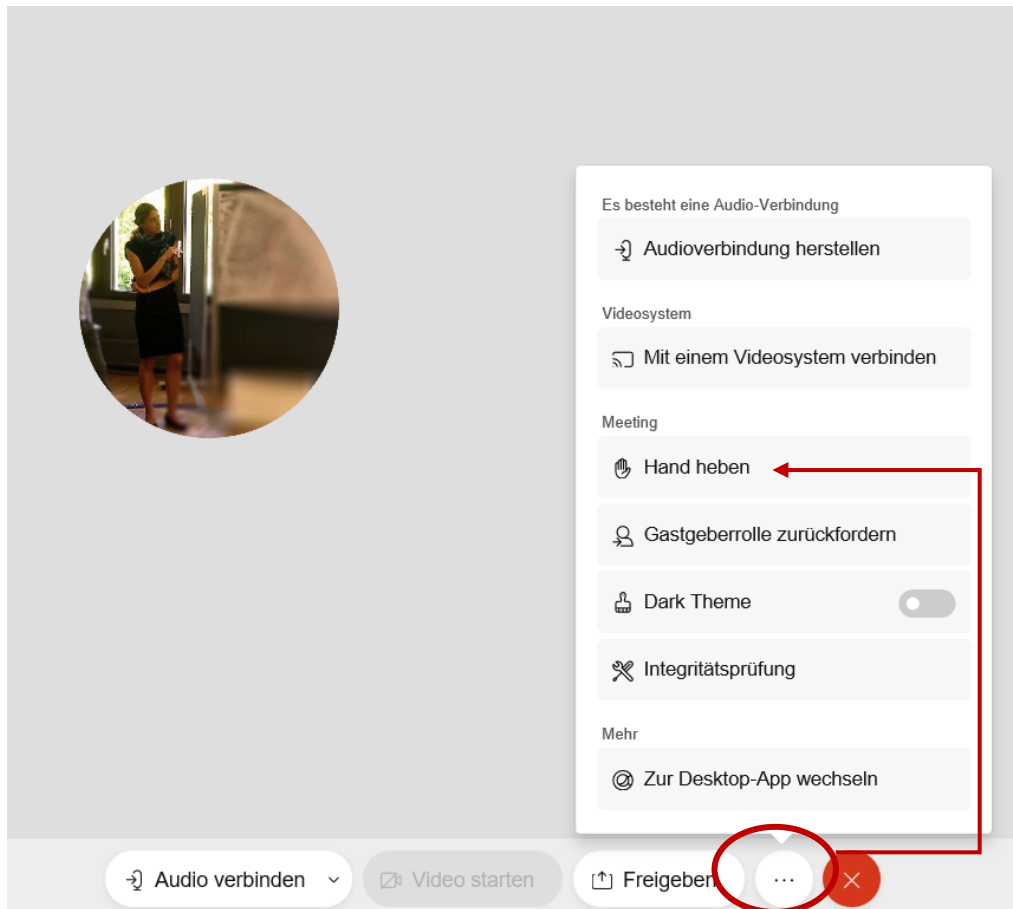 Es besteht eine Audio-Verbindung
Audioverbindung herstellen
Videosystem
Mit einem Videosystem verbinden
Meeting
Hand heben
Gastgeberrolle zurückfordern
Dark Theme
Integritätsprüfung
Mehr
Zur Desktop-App wechseln
Audio verbinden
Video starten
Freigeben